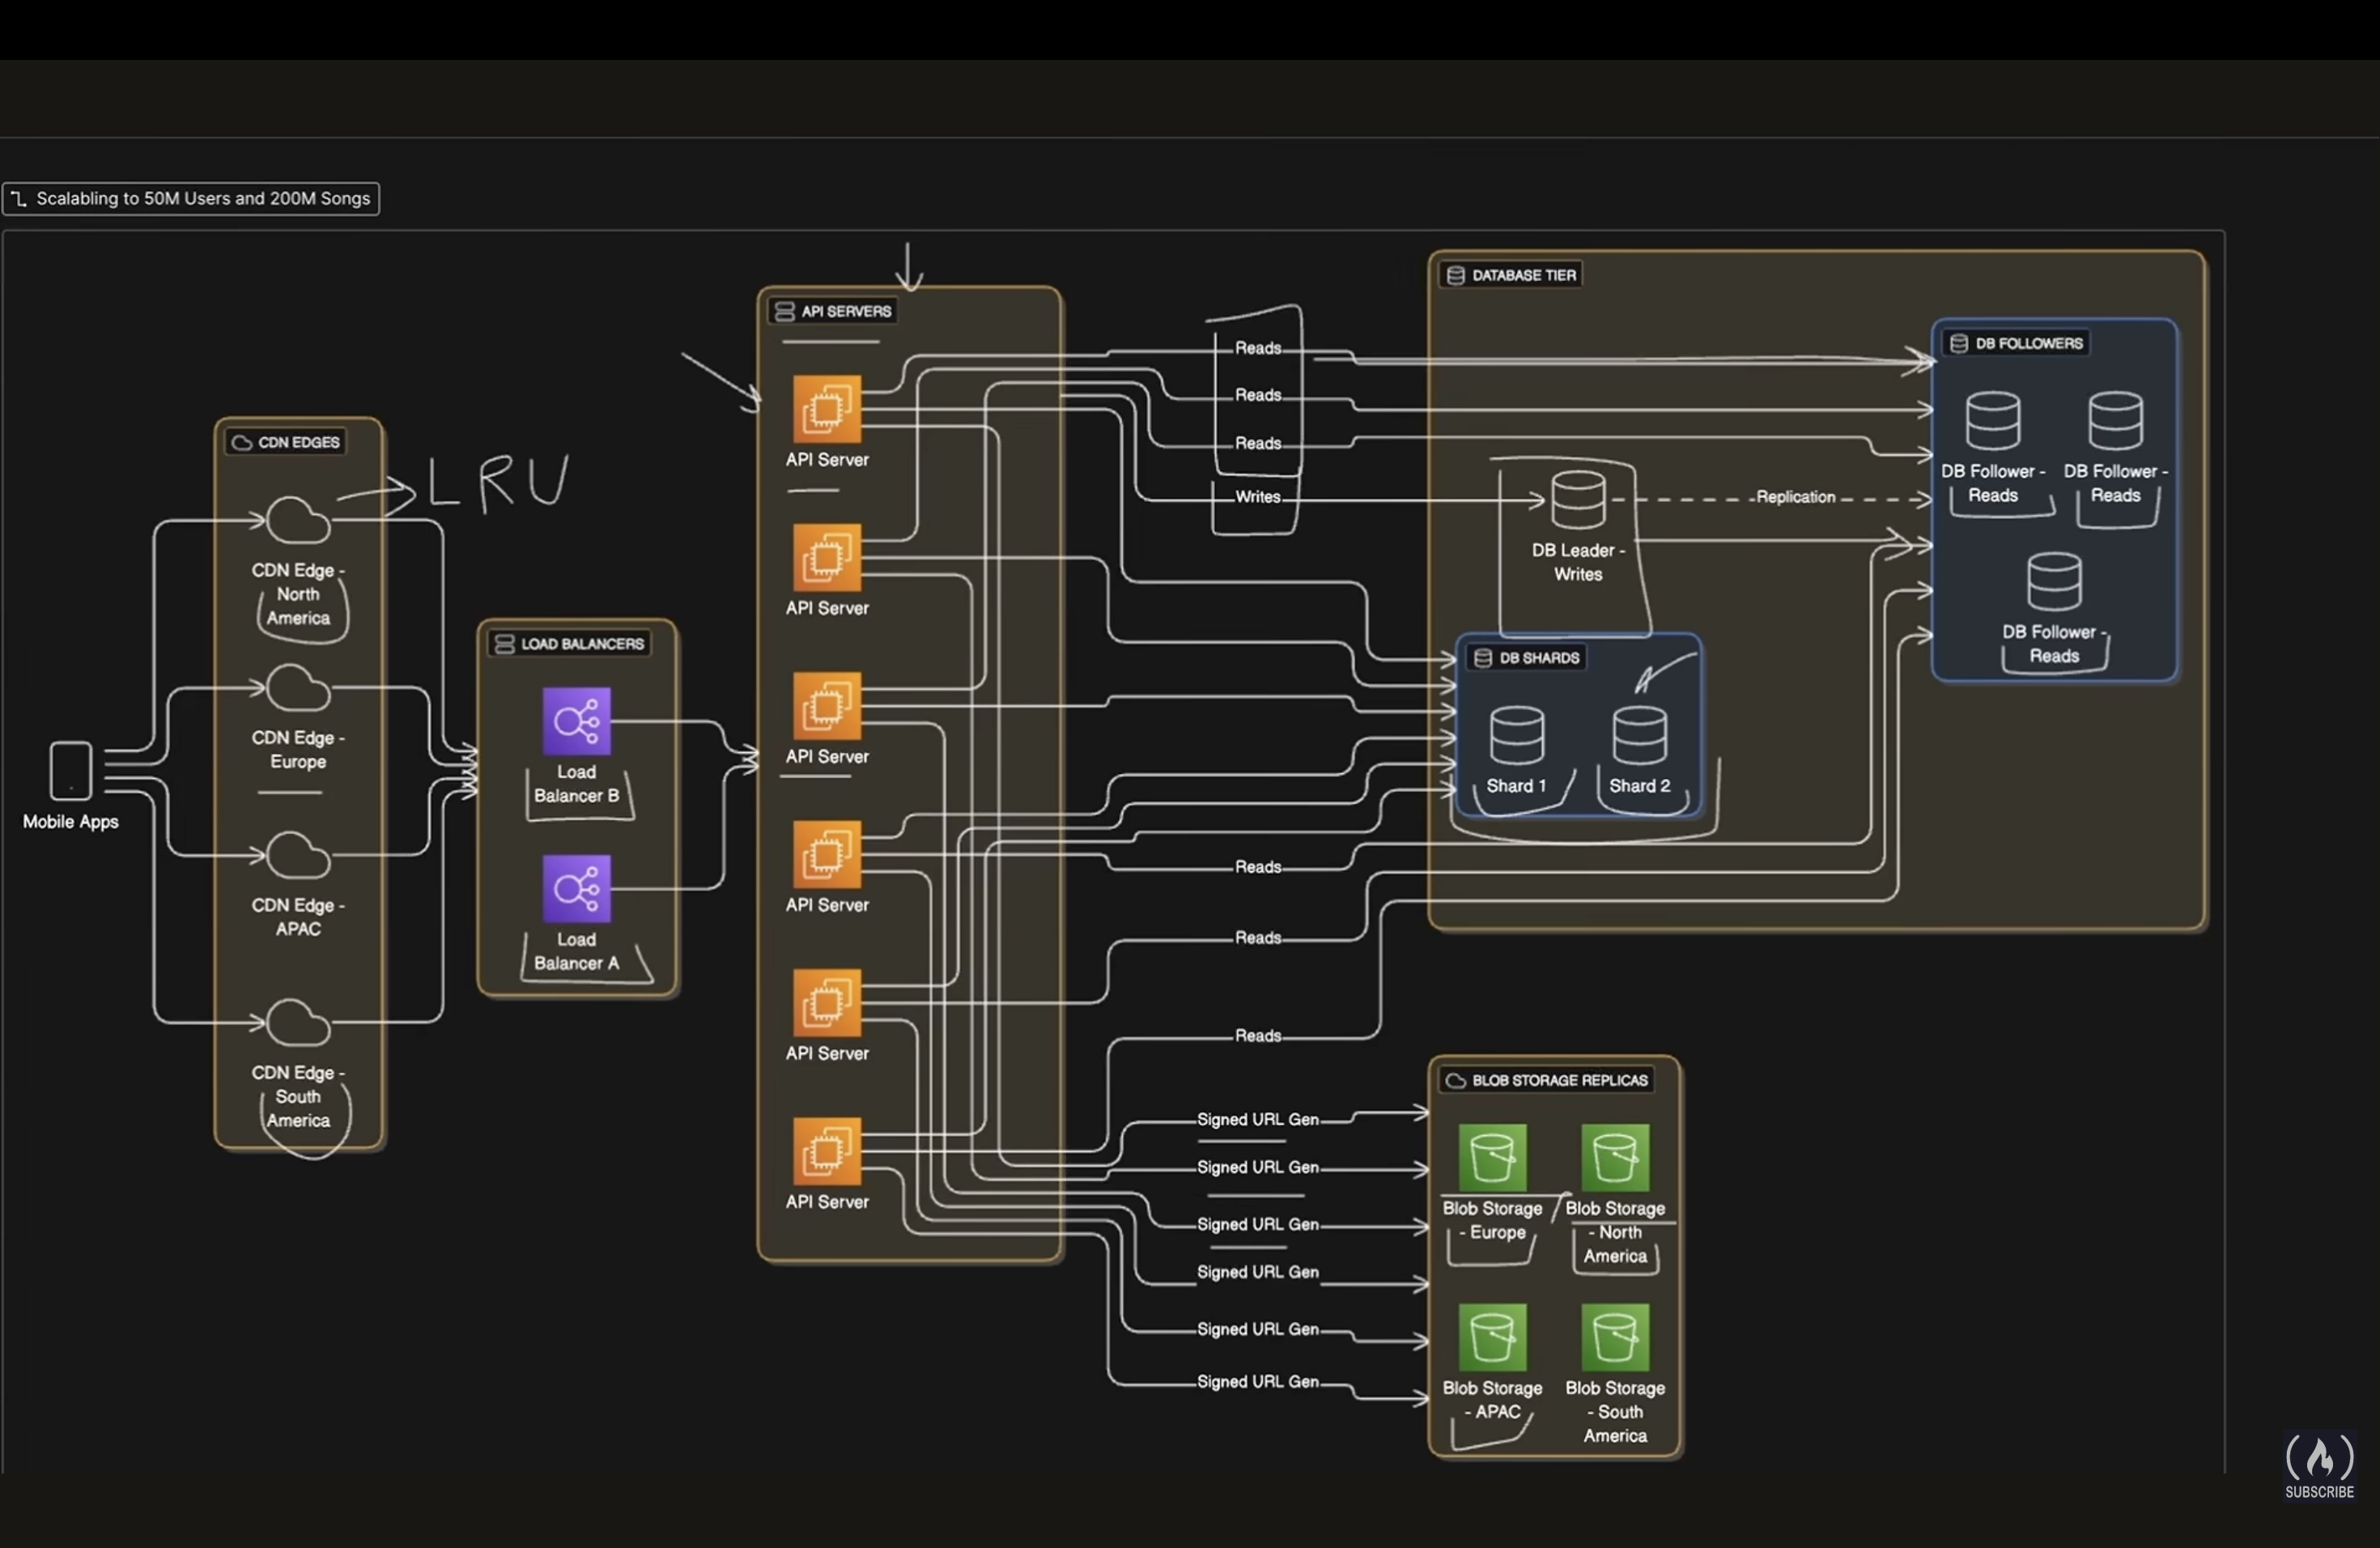 Scalabling to 50M Users and 200M Songs
CDN EDGES
LRU
CDN Edge -
North
America
CDN Edge -
Europe
CDN Edge -
APAC
CDN Edge -
South
America
Mobile Apps
LOAD BALANCERS
Load
Balancer B
Load
Balancer A
API SERVERS
API Server
API Server
API Server
API Server
API Server
API Server
Reads
Reads
Reads
Writes
Reads
Reads
Reads
Signed URL Gen
Signed URL Gen
Signed URL Gen
Signed URL Gen
Signed URL Gen
Signed URL Gen
DATABASE TIER
DB Leader -
Writes
Replication
DB FOLLOWERS
DB Follower -
Reads
DB Follower -
Reads
DB Follower -
Reads
DB SHARDS
Shard 1
Shard 2
BLOB STORAGE REPLICAS
Blob Storage
- Europe
Blob Storage
- North
America
Blob Storage
- APAC
Blob Storage
- South
America
SUBSCRIBE